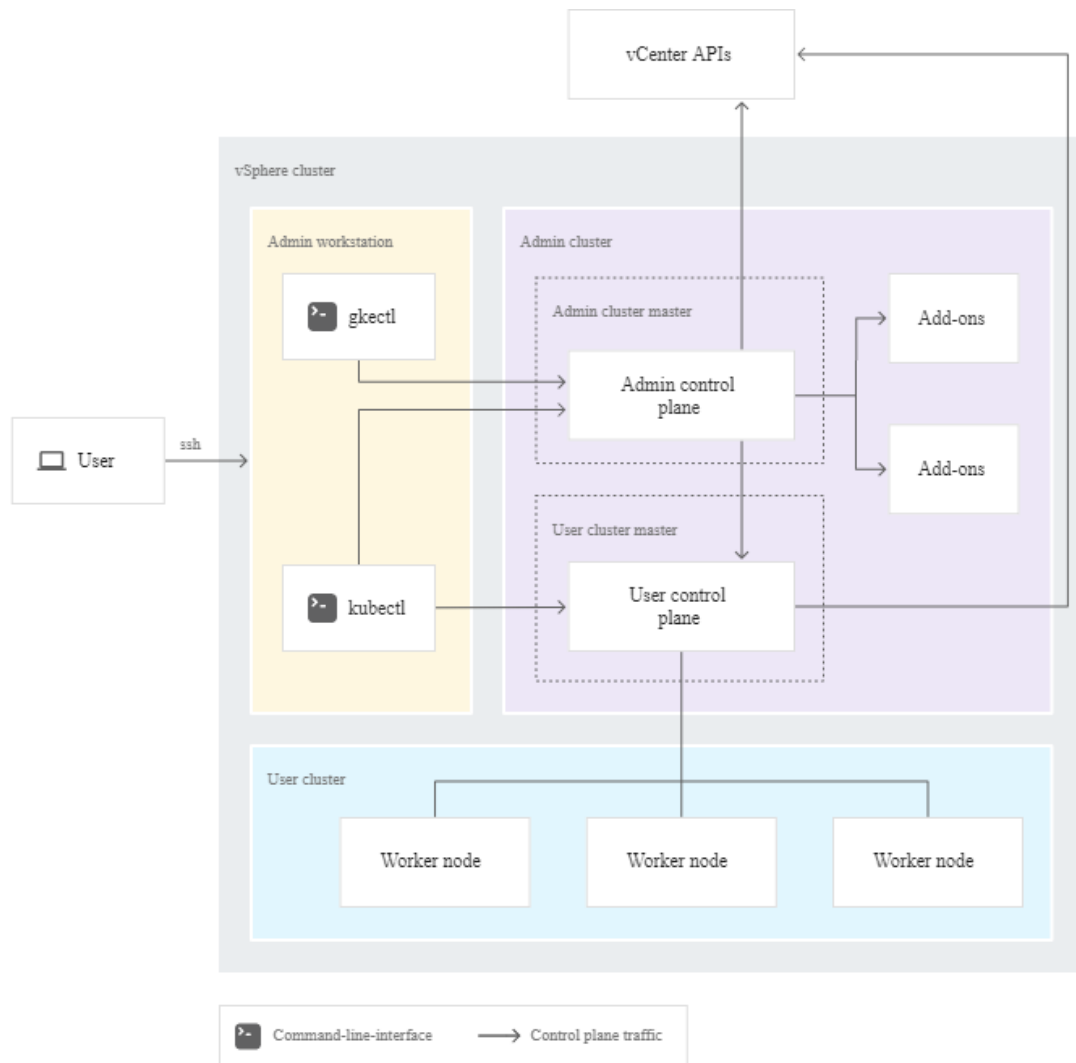 vCenter APIs
vSphere cluster
Admin workstation
Admin cluster
gkectl
Admin cluster master
Add-ons
Admin control
plane
User
ssh
Add-ons
User cluster master
kubectl
User control
plane
User cluster
Worker node
Worker node
Worker node
Command-line-interface
Control plane traffic